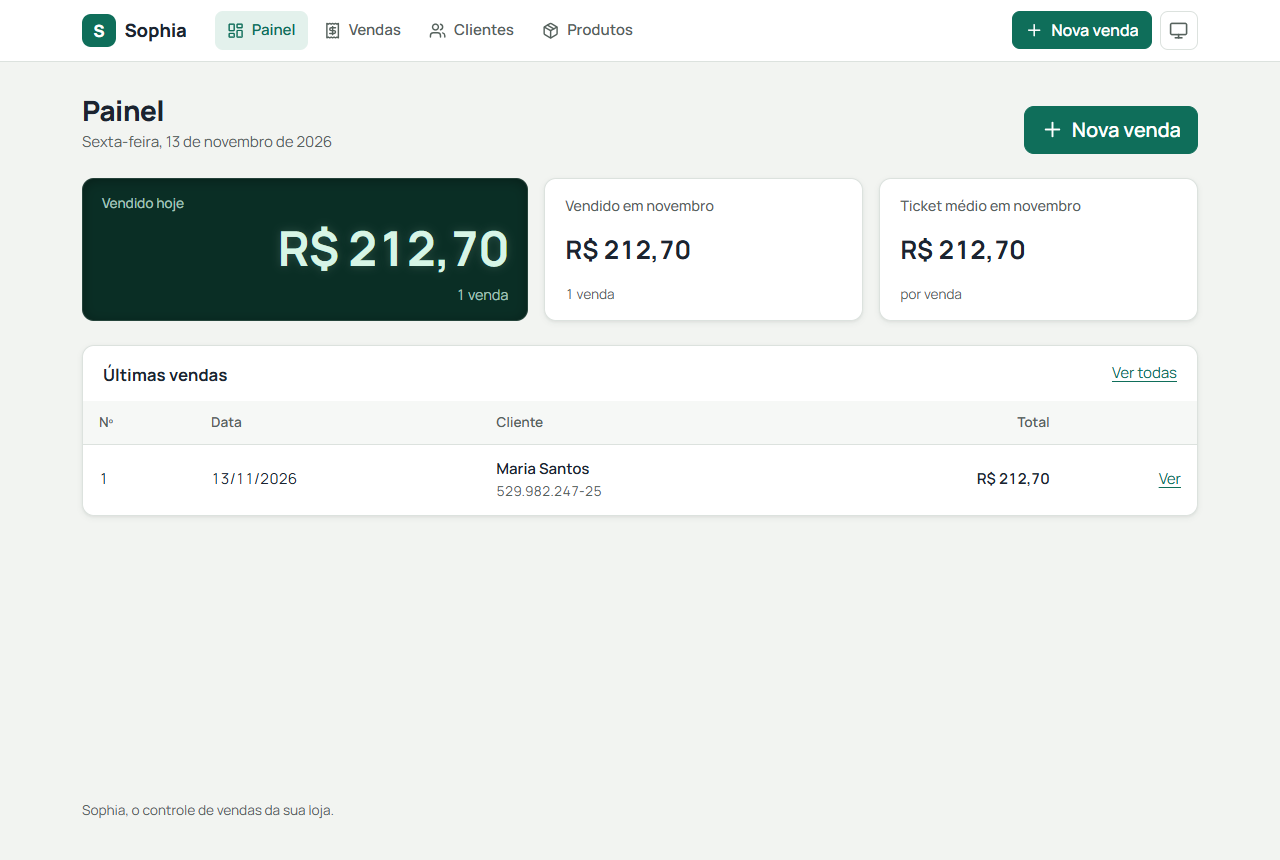 S Sophia Painel Vendas Clientes Produtos Nova venda
Painel
Sexta-feira, 13 de novembro de 2026
Nova venda
Vendido hoje
R$ 212,70
1 venda
Vendido em novembro
R$ 212,70
1 venda
Ticket médio em novembro
R$ 212,70
por venda
Últimas vendas Ver todas
Nº Data Cliente Total
1 13/11/2026 Maria Santos R$ 212,70 Ver
529.982.247-25
Sophia, o controle de vendas da sua loja.